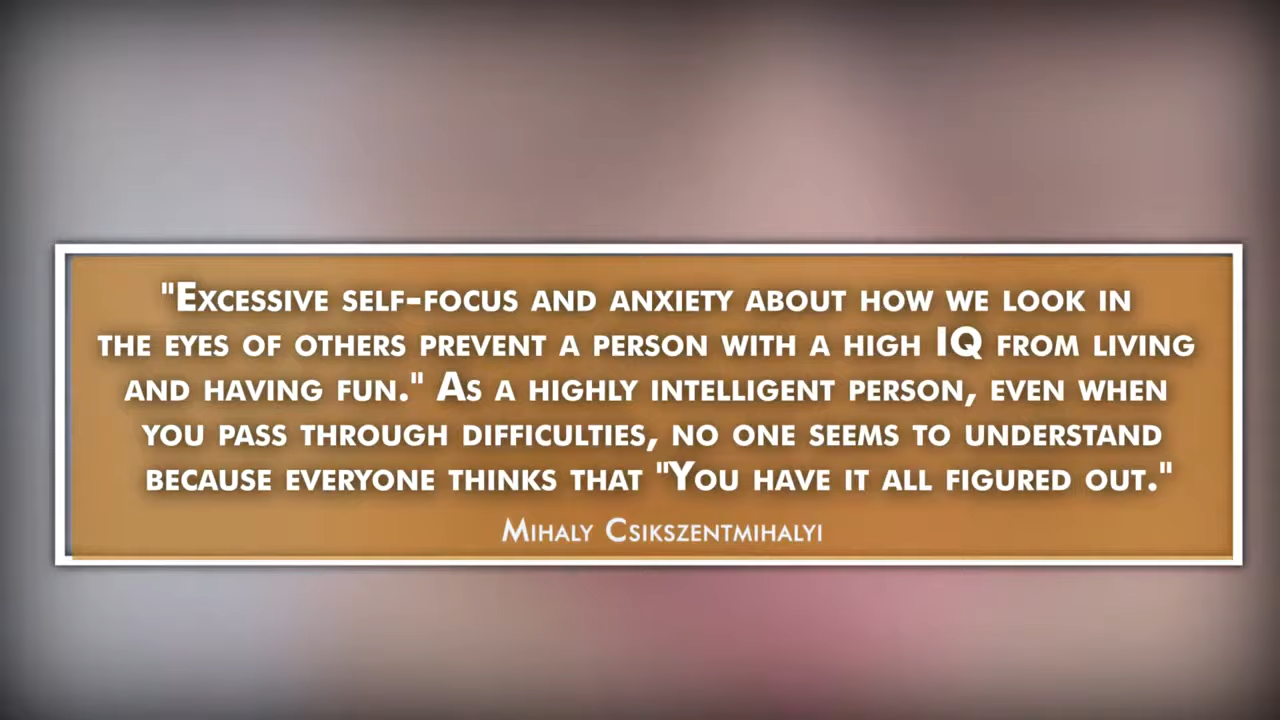 "Excessive self-focus and anxiety about how we look in
the eyes of others prevent a person with a high IQ from living
and having fun." As a highly intelligent person, even when
you pass through difficulties, no one seems to understand
because everyone thinks that "You have it all figured out."
Mihaly Csikszentmihalyi